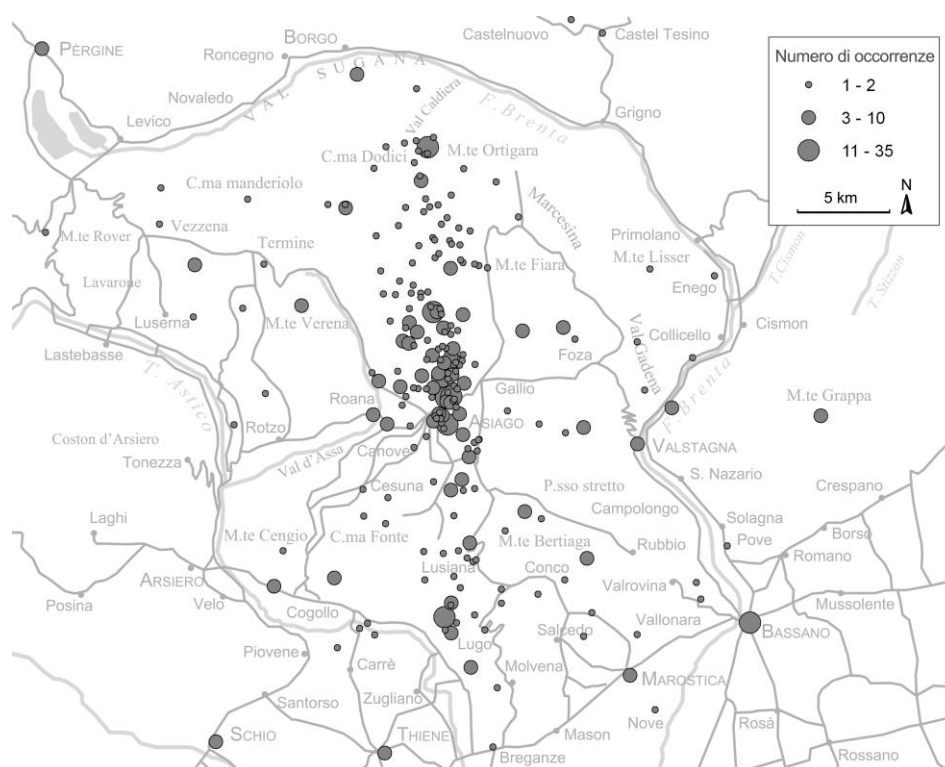 Castelnuovo
Castel Tesino
BORGO
PÈRGINE
Roncegno
VAL SUGANA
Novaledo
Levico
Val Caldiera
F. Brenta
Grigno
Numero di occorrenze
1 - 2
3 - 10
11 - 35
5 km
N
C.ma Dodici
M.te Ortigara
C.ma manderiolo
Marcesina
M.te Rover
Vezzena
Termine
M.te Fiara
Primolano
M.te Lisser
Enego
T. Cismon
T. Stizzon
Lavarone
Luserna
M.te Verena
Lastebasse
T. Astico
Foza
Val Gadena
Collicello
Cismon
Roana
Gallio
F. Brenta
M.te Grappa
Coston d'Arsiero
Rotzo
ASIAGO
VALSTAGNA
Tonezza
Val d'Assa
Canove
S. Nazario
Cesuna
P.sso stretto
Campolongo
Crespano
Laghi
M.te Cengio
C.ma Fonte
M.te Bertiaga
Solagna
Pove
Borso
Rubbio
Romano
ARSIERO
Lusiana
Conco
Valrovina
Posina
Velo
Cogollo
Vallonara
Mussolente
BASSANO
Piovene
Carrè
Lugo
Salcedo
Molvena
MAROSTICA
Santorso
Zugliano
Nove
Rosà
SCHIO
THIENE
Mason
Breganze
Rossano